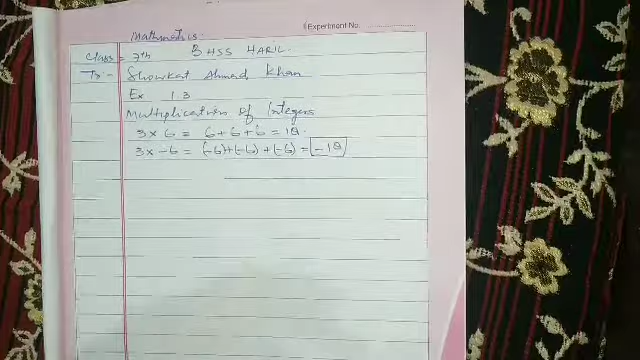 Experiment No.
Mathmatics
Class = 7th BHSS HARIL.
Tr:- Showkat Ahmad Khan
Ex 1.3
Multiplication of Integers
3 x 6 = 6 + 6 + 6 = 18.
3 x - 6 = (-6) + (-6) + (-6) = -18